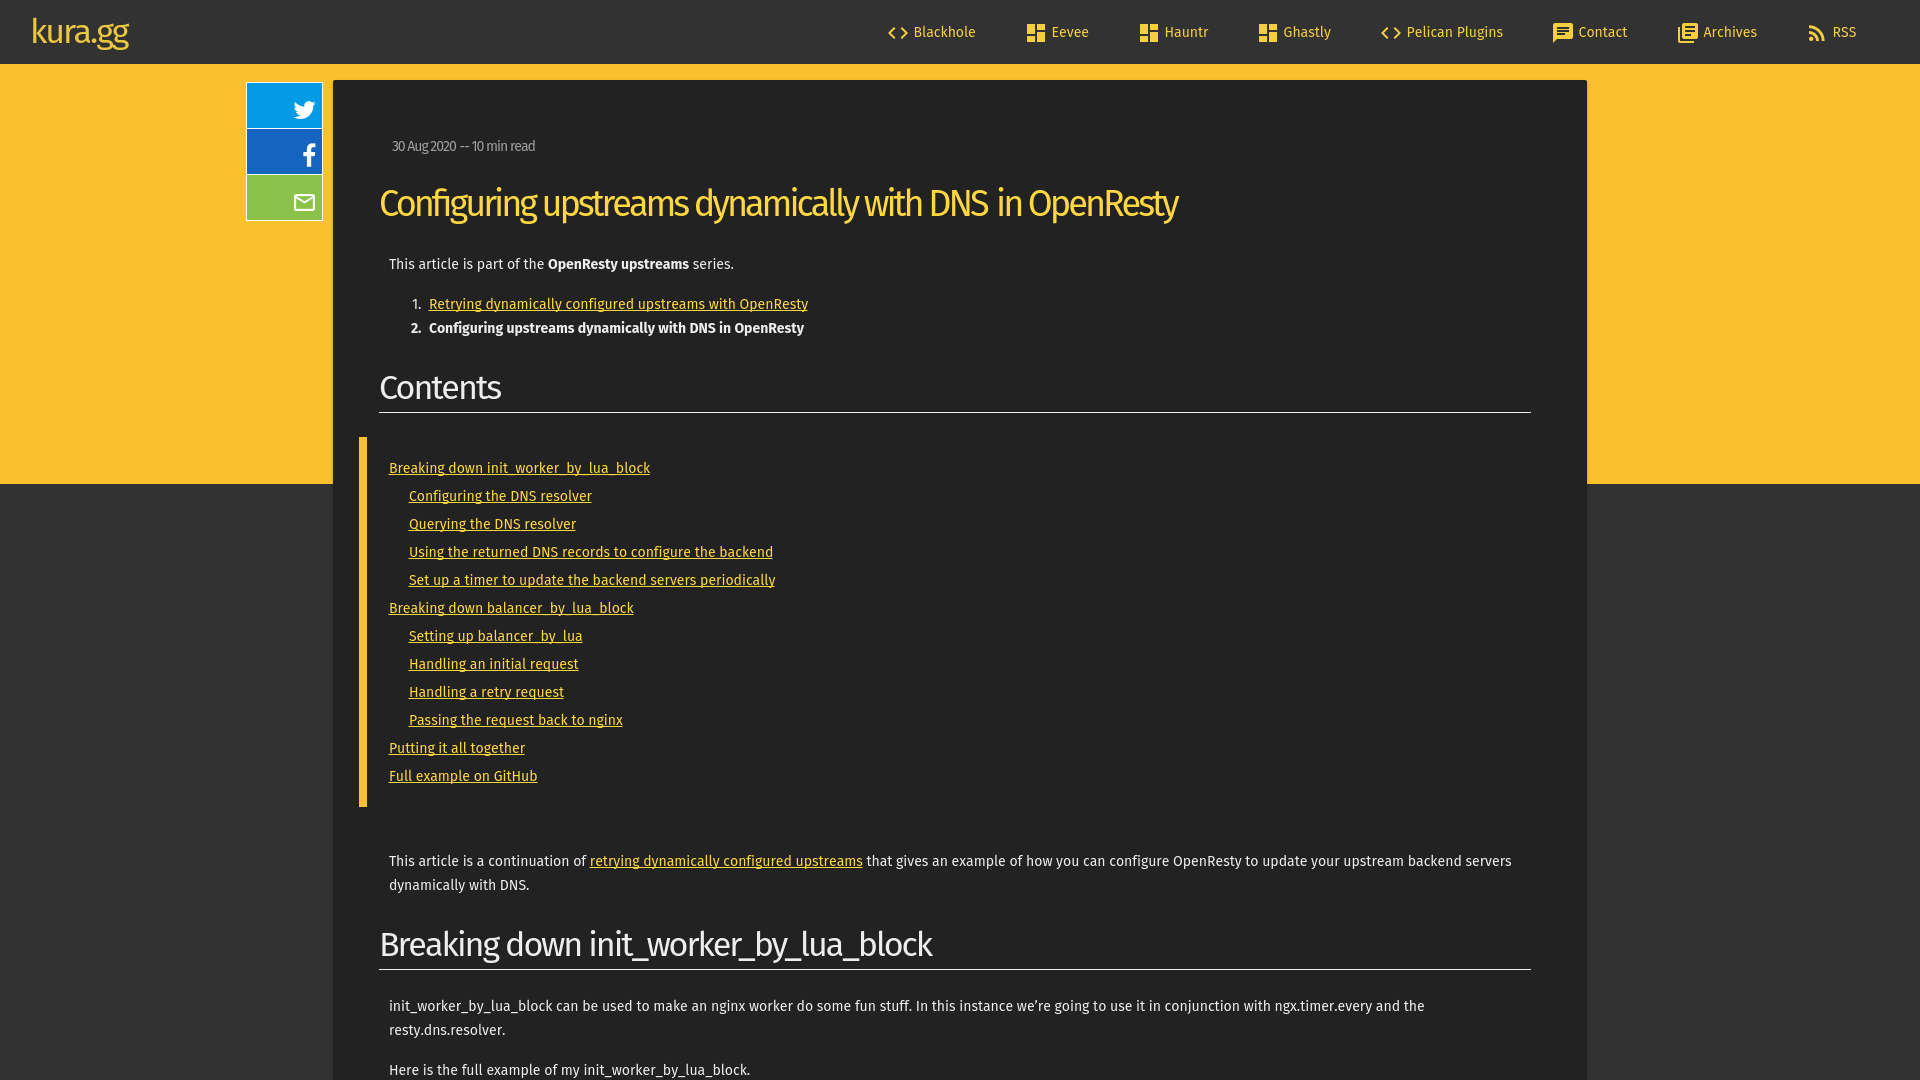 kura.gg
Blackhole
Eevee
Hauntr
Ghastly
Pelican Plugins
Contact
Archives
RSS
30 Aug 2020 -- 10 min read
Configuring upstreams dynamically with DNS in OpenResty
This article is part of the OpenResty upstreams series.
1. Retrying dynamically configured upstreams with OpenResty
2. Configuring upstreams dynamically with DNS in OpenResty
Contents
Breaking down init_worker_by_lua_block
Configuring the DNS resolver
Querying the DNS resolver
Using the returned DNS records to configure the backend
Set up a timer to update the backend servers periodically
Breaking down balancer_by_lua_block
Setting up balancer_by_lua
Handling an initial request
Handling a retry request
Passing the request back to nginx
Putting it all together
Full example on GitHub
This article is a continuation of retrying dynamically configured upstreams that gives an example of how you can configure OpenResty to update your upstream backend servers
dynamically with DNS.
Breaking down init_worker_by_lua_block
init_worker_by_lua_block can be used to make an nginx worker do some fun stuff. In this instance we’re going to use it in conjunction with ngx.timer.every and the
resty.dns.resolver.
Here is the full example of my init_worker_by_lua_block.